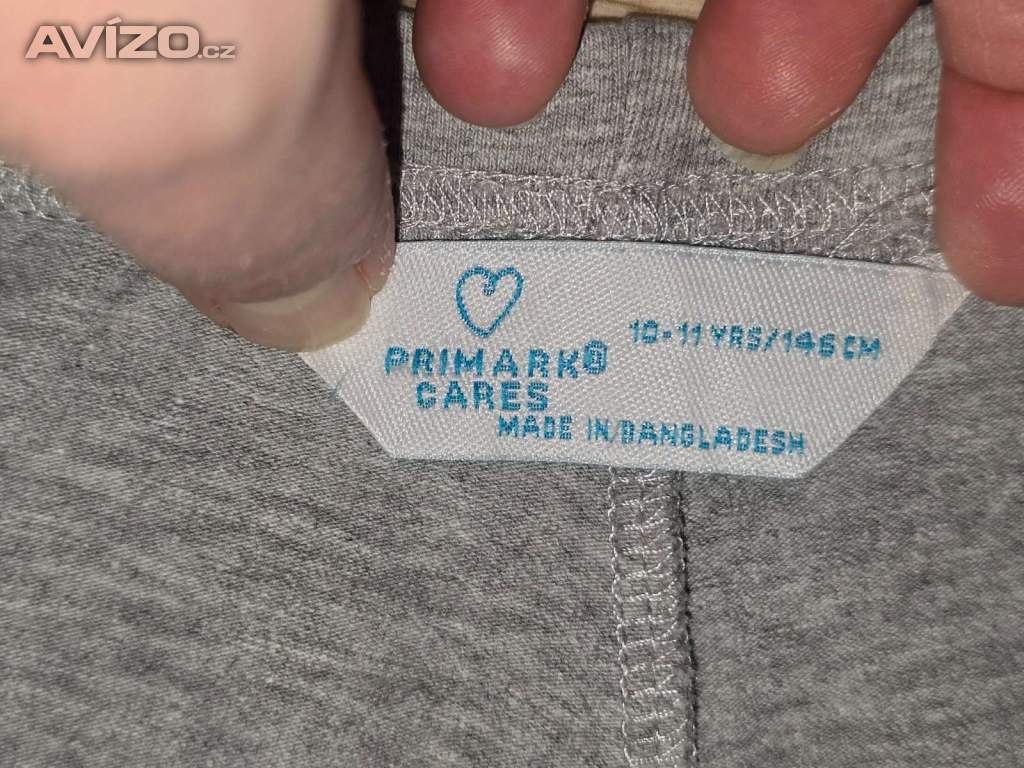 AVÍZO.cz
PRIMARK®
CARES
10-11 YRS/146 CM
MADE IN/BANGLADESH